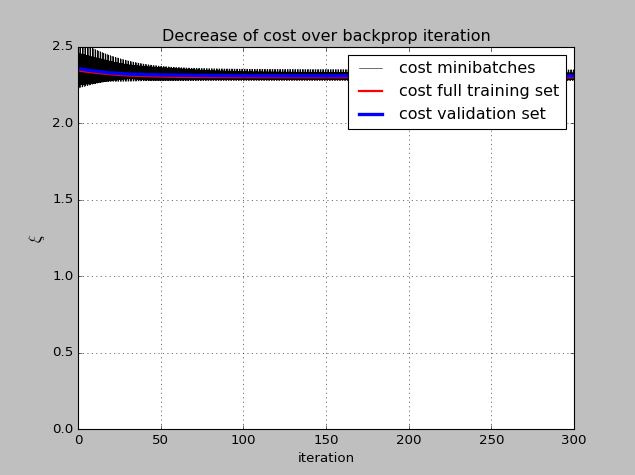 Decrease of cost over backprop iteration
2.5
2.0
1.5
1.0
0.5
0.0
ξ
cost minibatches
cost full training set
cost validation set
0 50 100 150 200 250 300
iteration